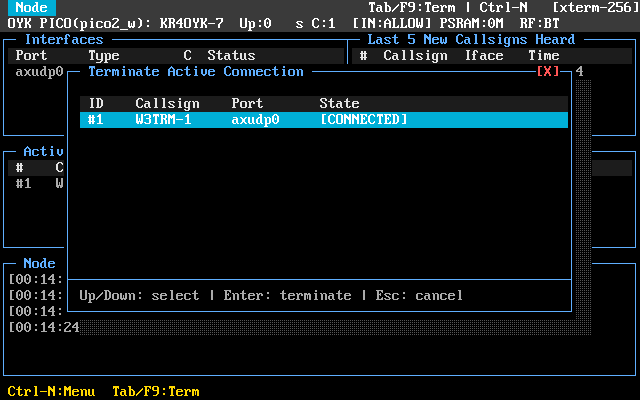 Node Tab/F9:Term | Ctrl-N [xterm-256]
OYK PICO(pico2_w): KR4OYK-7 Up:0 s C:1 [IN:ALLOW] PSRAM:0M RF:BT
Interfaces Last 5 New Callsigns Heard
Port Type C Status # Callsign Iface Time
axudp0 Terminate Active Connection [X] 4
ID Callsign Port State
#1 W3TRM-1 axudp0 [CONNECTED]
Activ
# C
#1 W
Node
[00:14:
[00:14:
Up/Down: select | Enter: terminate | Esc: cancel
[00:14:
[00:14:24
Ctrl-N:Menu Tab/F9:Term